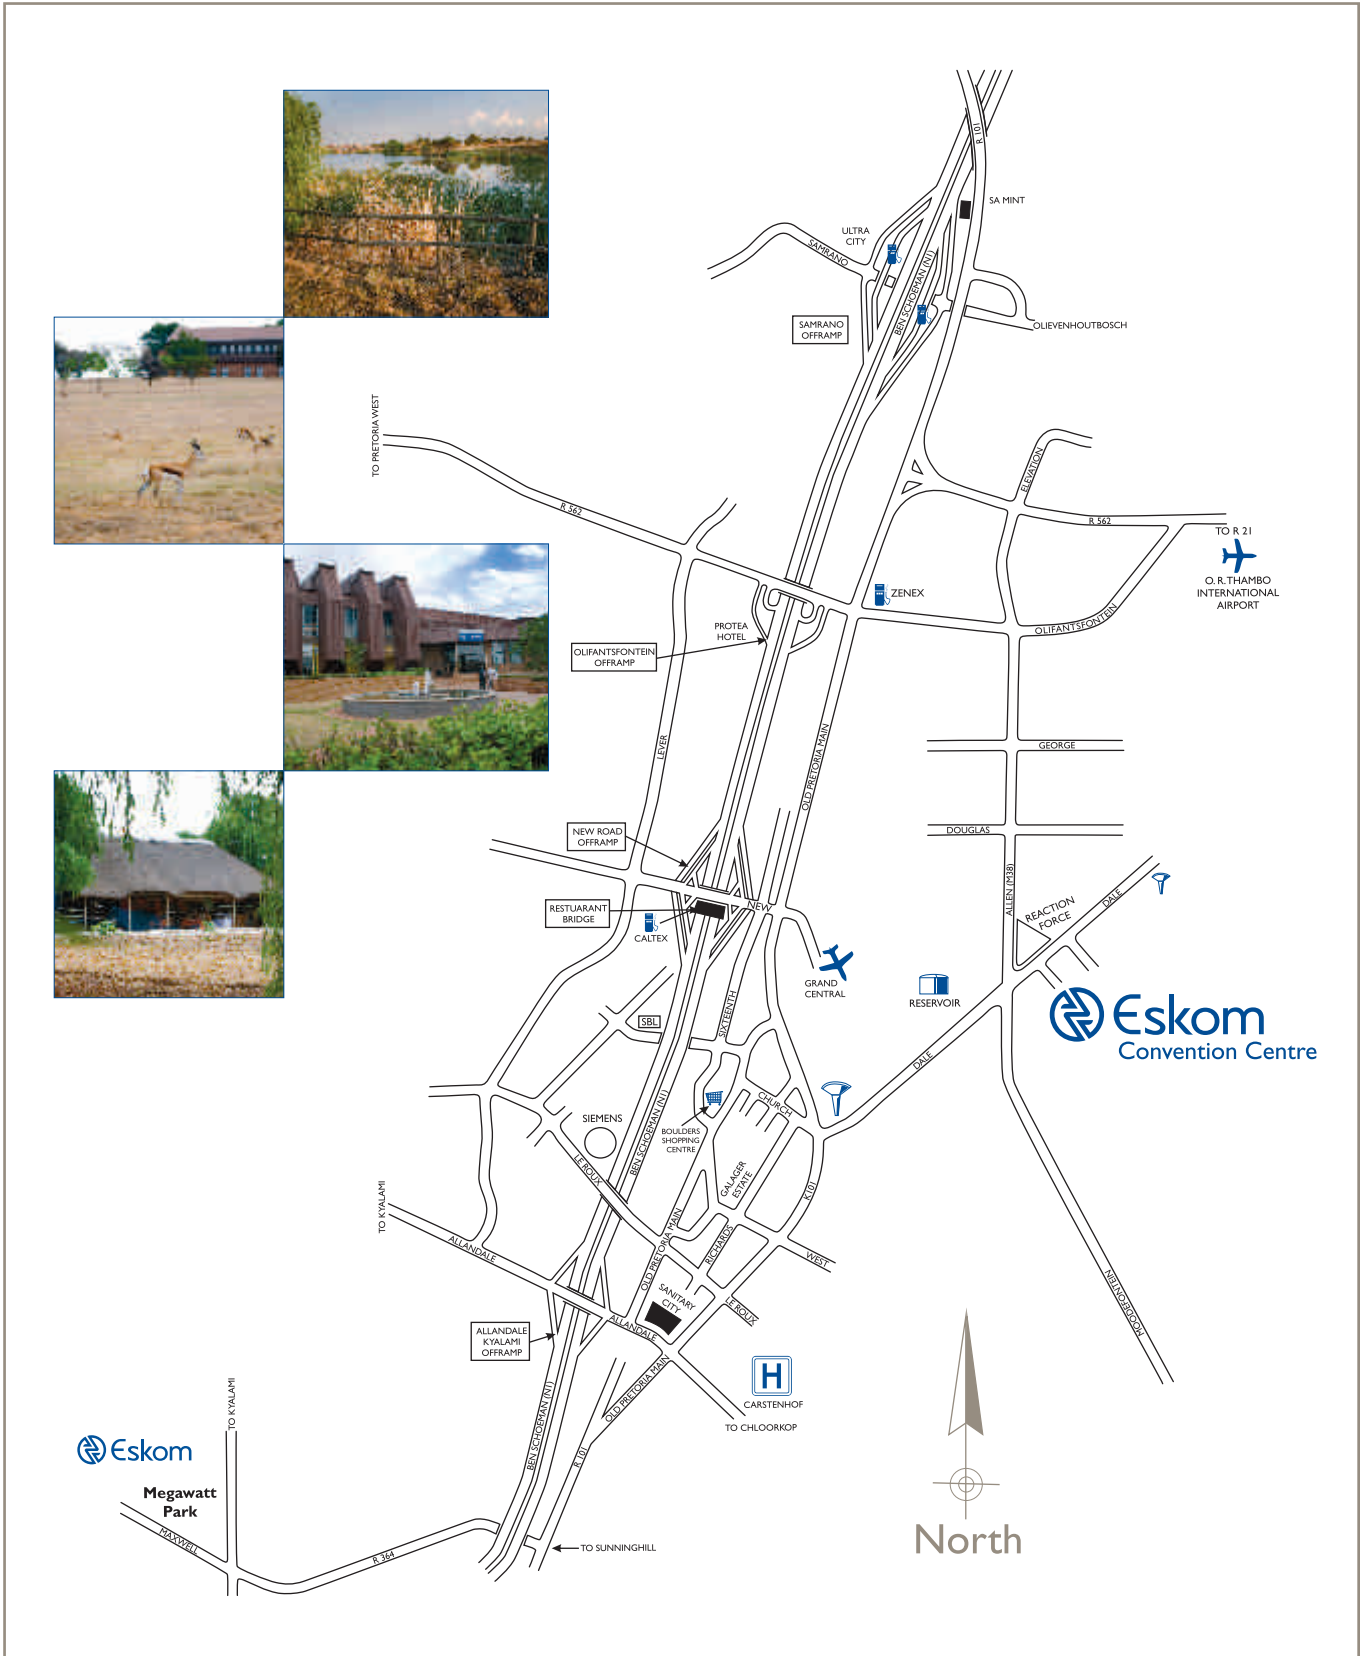 R 101
SA MINT
ULTRA
CITY
SAMRANO
BEN SCHOEMAN (N1)
SAMRANO
OFFRAMP
OLIEVENHOUTBOSCH
TO PRETORIA WEST
ELEVATION
R 562
R 562
TO R 21
O. R. THAMBO
INTERNATIONAL
AIRPORT
ZENEX
PROTEA
HOTEL
OLIFANTSFONTEIN
OLIFANTSFONTEIN
OFFRAMP
LEVER
OLD PRETORIA MAIN
GEORGE
NEW ROAD
OFFRAMP
DOUGLAS
ALLEN (M38)
DALE
REACTION
FORCE
RESTUARANT
BRIDGE
NEW
CALTEX
GRAND
CENTRAL
RESERVOIR
SIXTEENTH
SBL
Eskom
Convention Centre
DALE
SIEMENS
BEN SCHOEMAN (N1)
CHURCH
BOULDERS
SHOPPING
CENTRE
LE ROUX
GALAGER
ESTATE
K101
TO KYALAMI
ALLANDALE
OLD PRETORIA MAIN
RICHARDS
WEST
SANITARY
CITY
LE ROUX
MOODEFONTEIN
ALLANDALE
ALLANDALE
KYALAMI
OFFRAMP
OLD PRETORIA MAIN
H
CARSTENHOF
TO CHLOORKOP
BEN SCHOEMAN (N1)
R 101
TO KYALAMI
Eskom
Megawatt
Park
MAXWELL
R 364
TO SUNNINGHILL
North